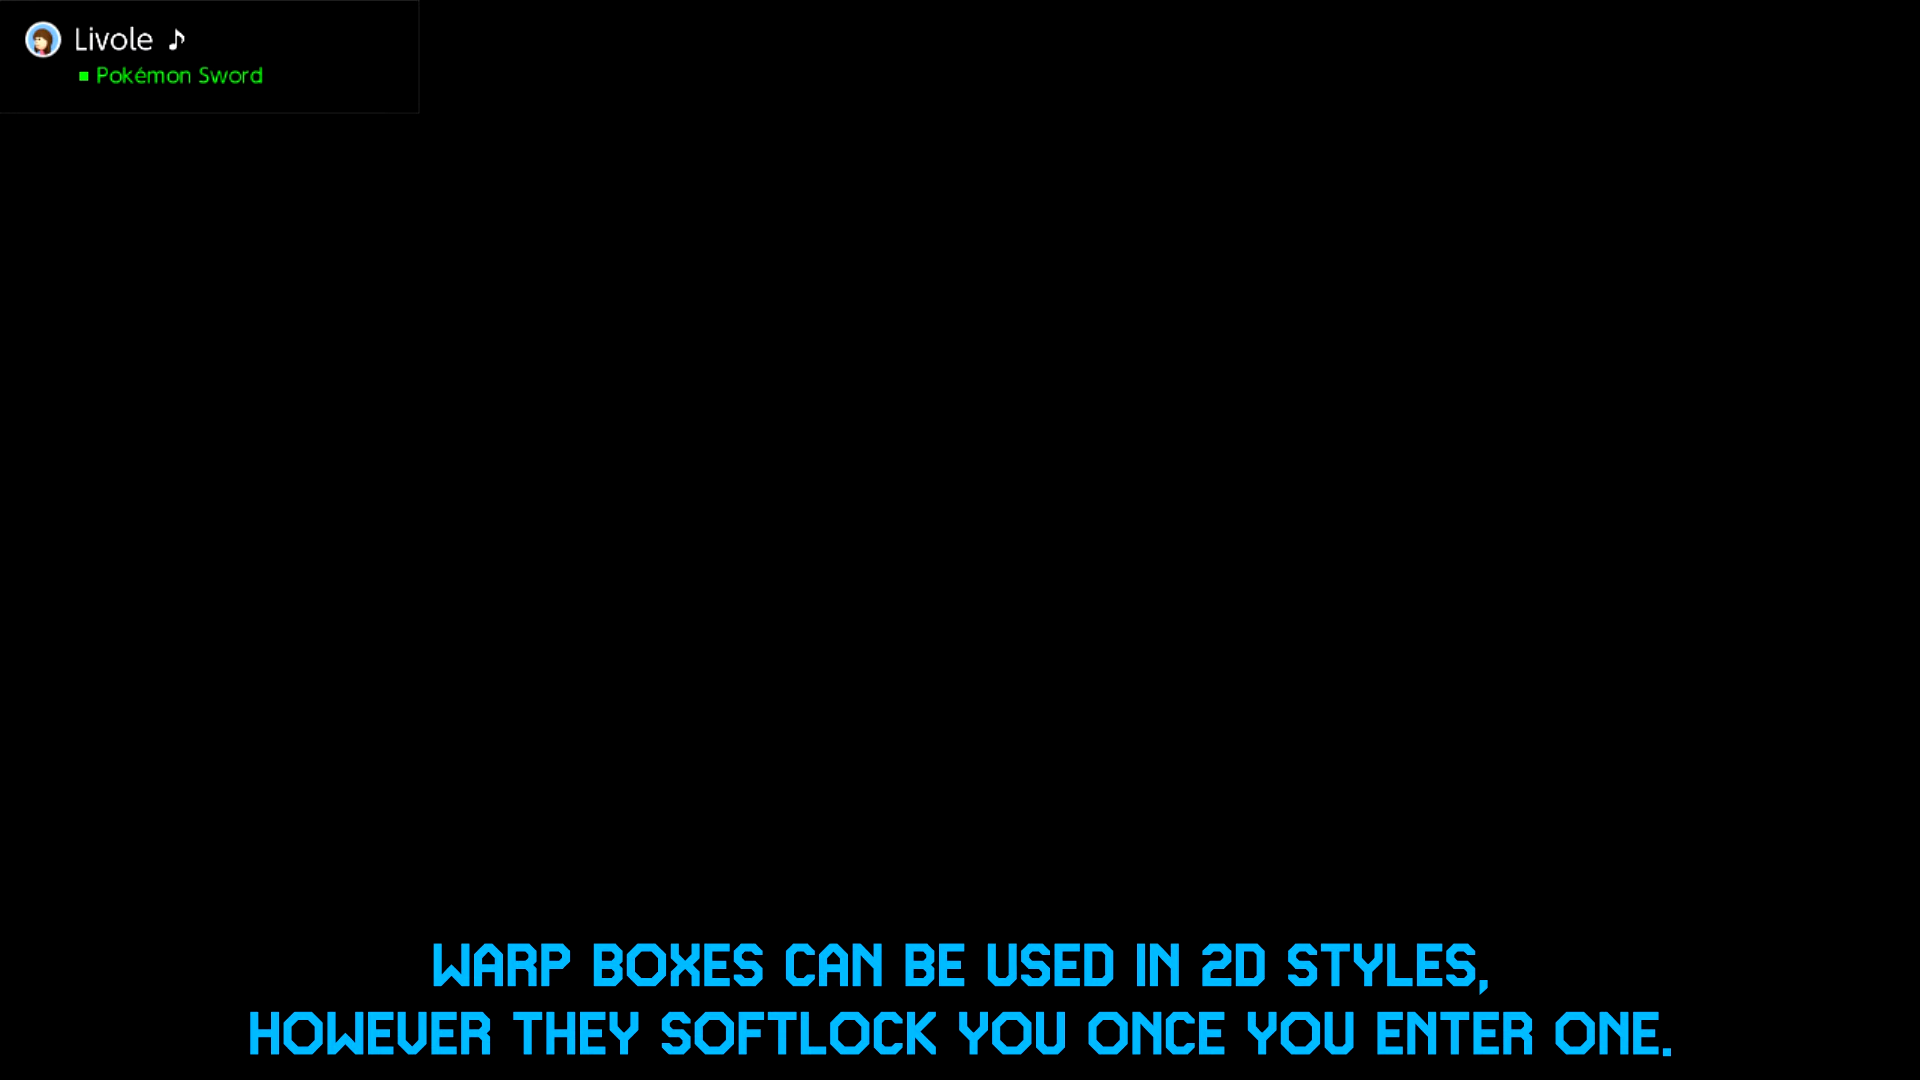 Livole ♪
Pokémon Sword
WARP BOXES CAN BE USED IN 2D STYLES,
HOWEVER THEY SOFTLOCK YOU ONCE YOU ENTER ONE.